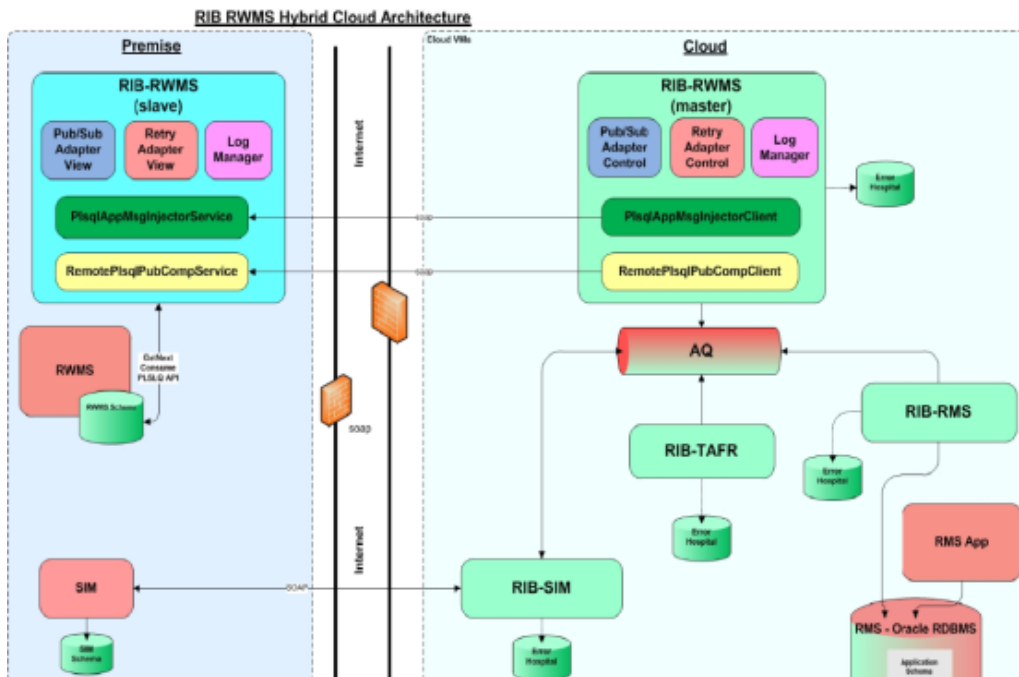 RIB RWMS Hybrid Cloud Architecture
Premise
RIB-RWMS
(slave)
Pub/Sub
Adapter
View
Retry
Adapter
View
Log
Manager
PlsqlAppMsgInjectorService
RemotePlsqlPubCompService
RWMS
RWMS Schema
GetNext
Consume
PLSLQ API
SIM
SIM
Schema
Internet
soap
soap
soap
Internet
SOAP
Cloud VMs
Cloud
RIB-RWMS
(master)
Pub/Sub
Adapter
Control
Retry
Adapter
Control
Log
Manager
PlsqlAppMsgInjectorClient
RemotePlsqlPubCompClient
Error
Hospital
AQ
RIB-TAFR
Error
Hospital
RIB-RMS
Error
Hospital
RMS App
RIB-SIM
Error
Hospital
RMS - Oracle RDBMS
Application
Schema